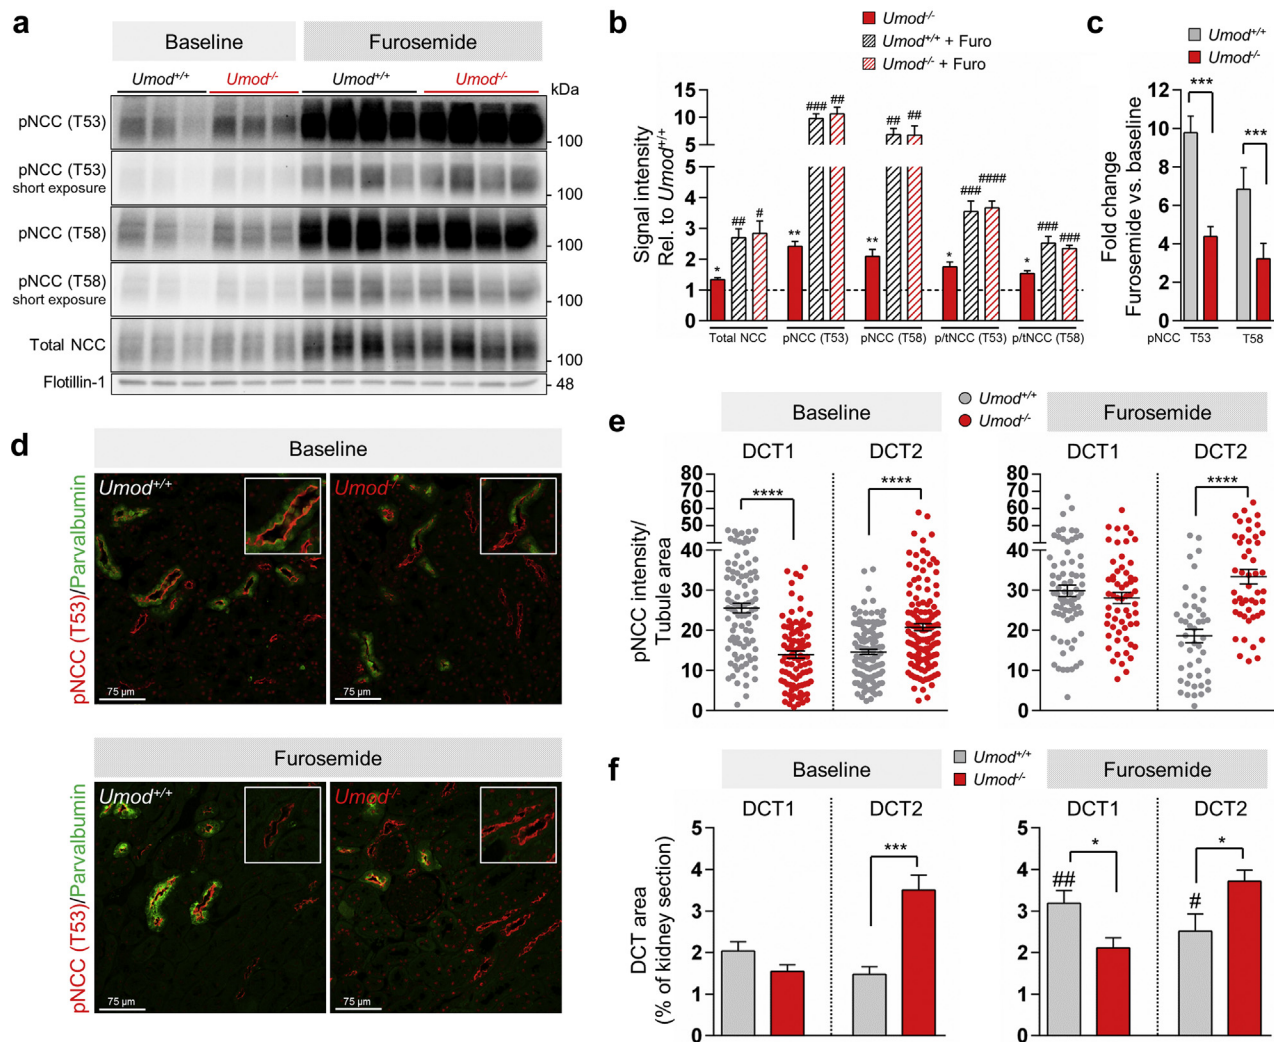 a
Baseline
Furosemide
Umod+/+
Umod-/-
Umod+/+
Umod-/-
kDa
pNCC (T53)
100
pNCC (T53)
short exposure
100
pNCC (T58)
100
pNCC (T58)
short exposure
100
Total NCC
100
Flotillin-1
48
b
Umod-/-
Umod+/+ + Furo
Umod-/- + Furo
Signal intensity
Rel. to Umod+/+
15
10
5
5
4
3
2
1
0
* ## #
** ### ##
** ## ##
* ### ####
* ### ###
Total NCC
pNCC (T53)
pNCC (T58)
p/tNCC (T53)
p/tNCC (T58)
c
Umod+/+
Umod-/-
Fold change
Furosemide vs. baseline
12
10
8
6
4
2
0
***
***
pNCC T53 T58
d
Baseline
pNCC (T53)/Parvalbumin
Umod+/+
75 µm
Umod-/-
75 µm
Furosemide
pNCC (T53)/Parvalbumin
Umod+/+
75 µm
Umod-/-
75 µm
e
Baseline
Umod+/+
Umod-/-
Furosemide
DCT1
DCT2
DCT1
DCT2
pNCC intensity/
Tubule area
80
70
60
50
40
30
20
10
0
****
****
80
70
60
50
40
30
20
10
0
****
f
Baseline
Umod+/+
Umod-/-
Furosemide
DCT1
DCT2
DCT1
DCT2
DCT area
(% of kidney section)
5
4
3
2
1
0
***
5
4
3
2
1
0
##
*
#
*